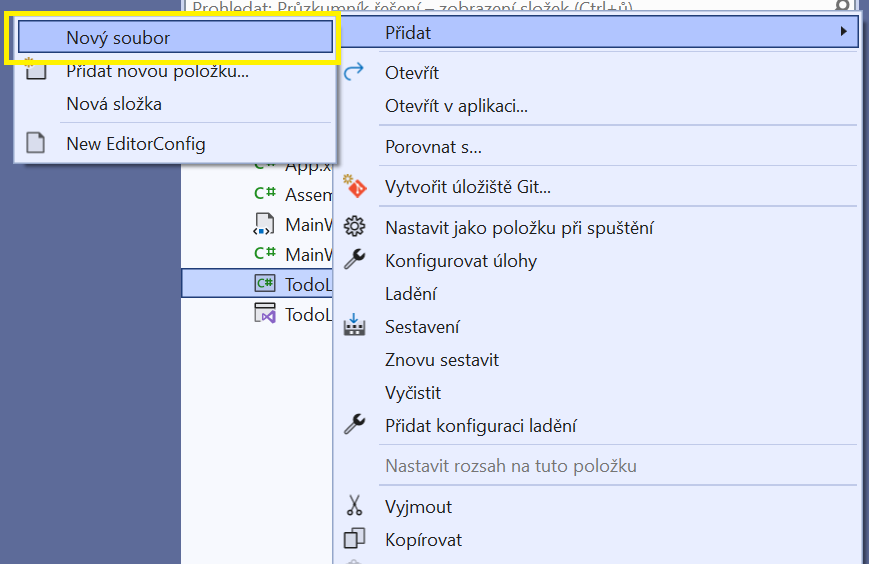 Prohledat: Průzkumník řešení – zobrazení složek (Ctrl+ů)
Nový soubor
Přidat novou položku...
Nová složka
New EditorConfig
Přidat
Otevřít
Otevřít v aplikaci...
Porovnat s...
Vytvořit úložiště Git...
Nastavit jako položku při spuštění
Konfigurovat úlohy
Ladění
Sestavení
Znovu sestavit
Vyčistit
Přidat konfiguraci ladění
Nastavit rozsah na tuto položku
Vyjmout
Kopírovat
C# App.x
C# Assem
MainW
C# MainW
C# TodoL
TodoL